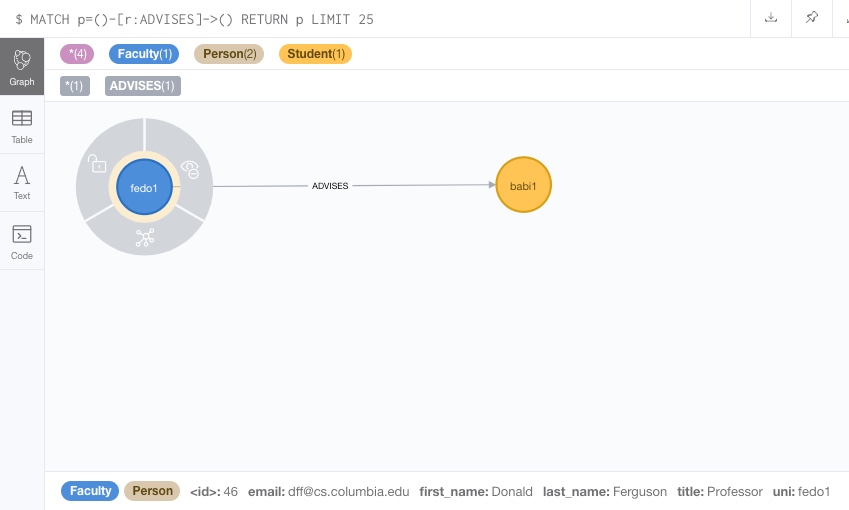 $ MATCH p=()-[r:ADVISES]->() RETURN p LIMIT 25
*(4) Faculty(1) Person(2) Student(1)
*(1) ADVISES(1)
Graph
Table
Text
Code
fedo1 ADVISES babi1
Faculty Person <id>: 46 email: dff@cs.columbia.edu first_name: Donald last_name: Ferguson title: Professor uni: fedo1